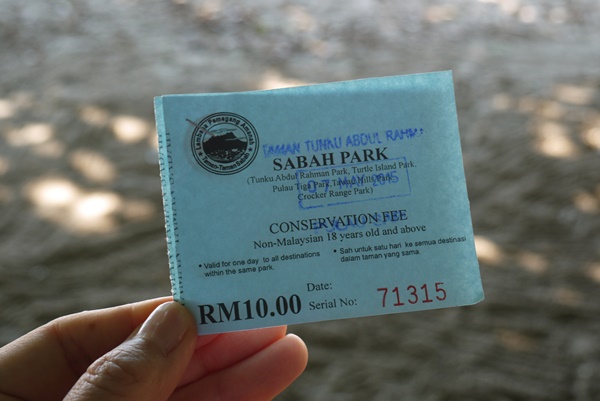 TAMAN TUNKU ABDUL RAHM
SABAH PARK
(Tunku Abdul Rahman Park, Turtle Island Park,
Pulau Tiga Park, Hills Park
Crocker Range Park)
2015
CONSERVATION FEE
Non-Malaysian 18 years old and above
• Valid for one day to all destinations
within the same park.
• Sah untuk satu hari ke semua destinasi
dalam taman yang sama.
Date:
RM10.00
Serial No: 71315